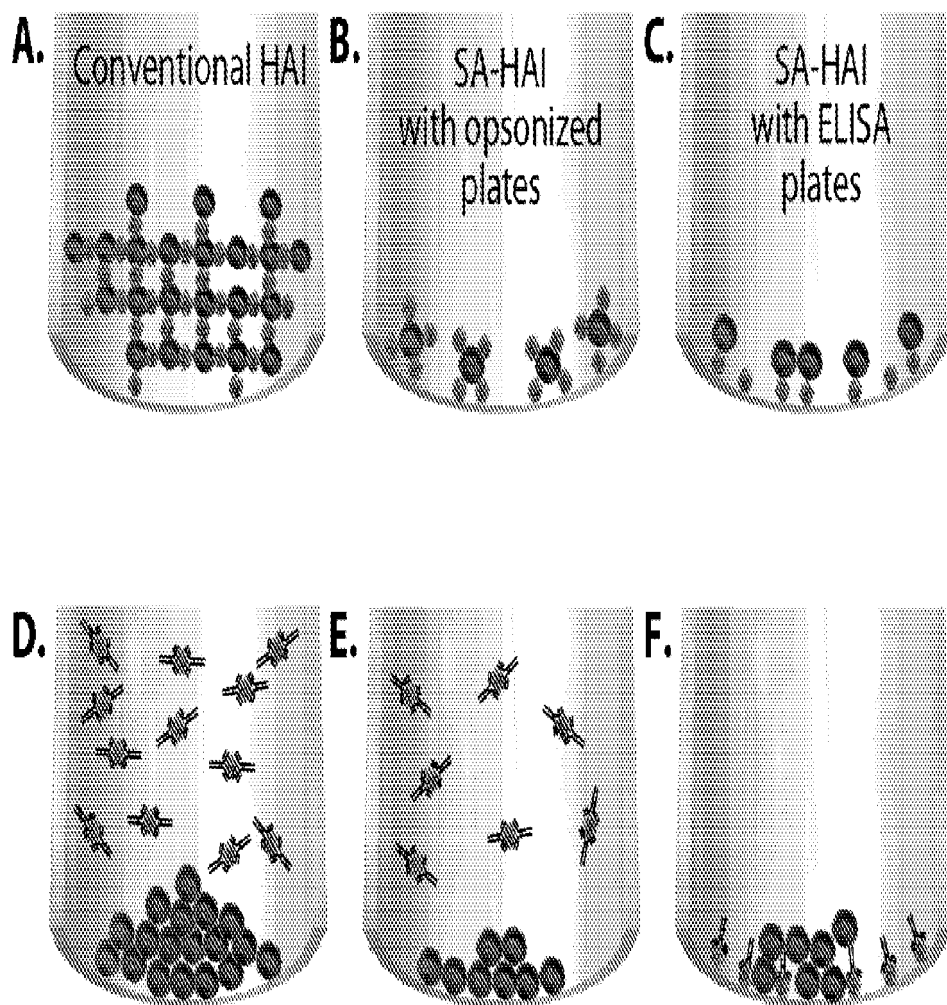 A.
Conventional HAI
B.
SA-HAI
with opsonized
plates
C.
SA-HAI
with ELISA
plates
D.
E.
F.